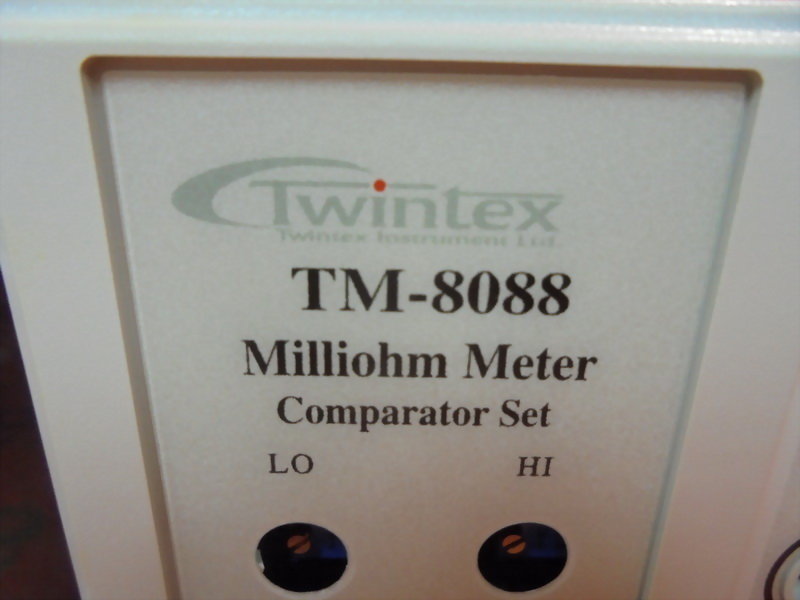 Twintex
Twintex Instrument Ltd.
TM-8088
Milliohm Meter
Comparator Set
LO HI